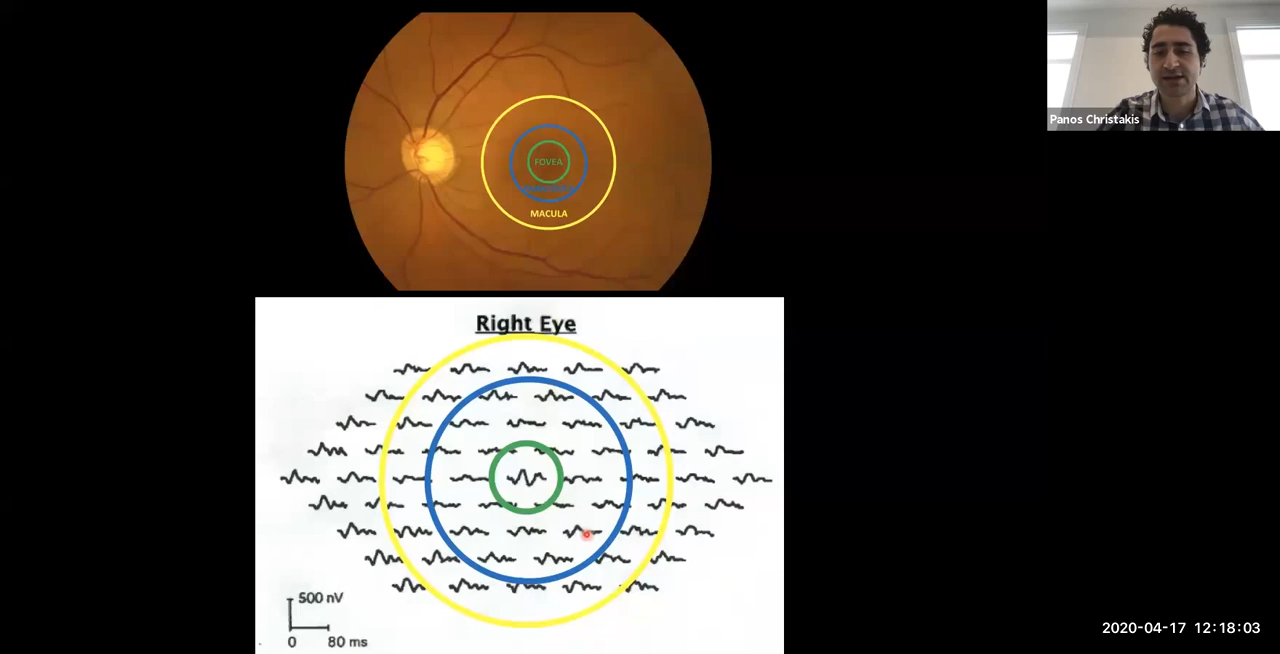 Panos Christakis
FOVEA
MACULA
Right Eye
500 nV
0 80 ms
2020-04-17 12:18:03